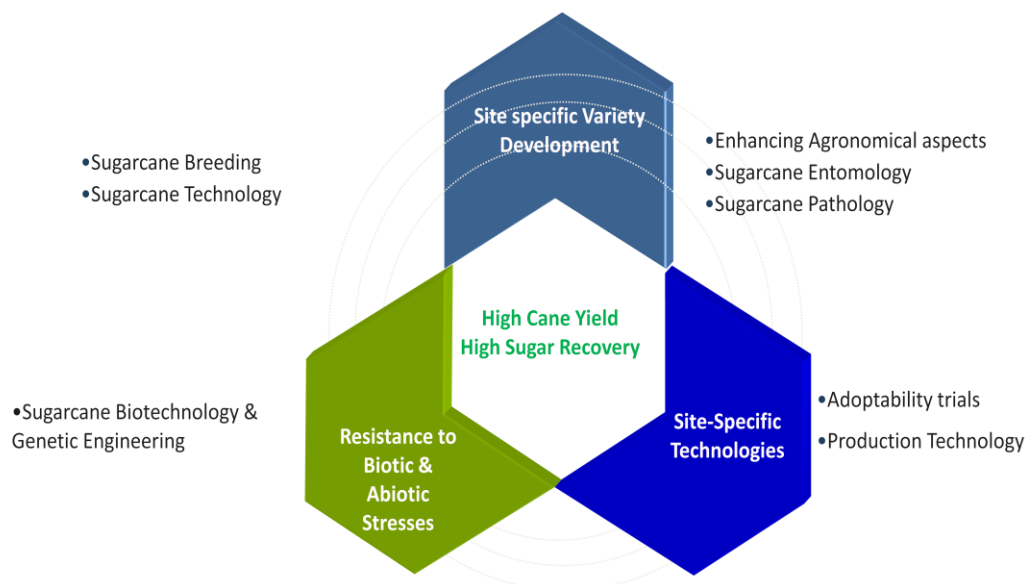 Site specific Variety
Development
•Sugarcane Breeding
•Sugarcane Technology
•Enhancing Agronomical aspects
•Sugarcane Entomology
•Sugarcane Pathology
High Cane Yield
High Sugar Recovery
•Sugarcane Biotechnology &
Genetic Engineering
Resistance to
Biotic &
Abiotic
Stresses
Site-Specific
Technologies
•Adoptability trials
•Production Technology